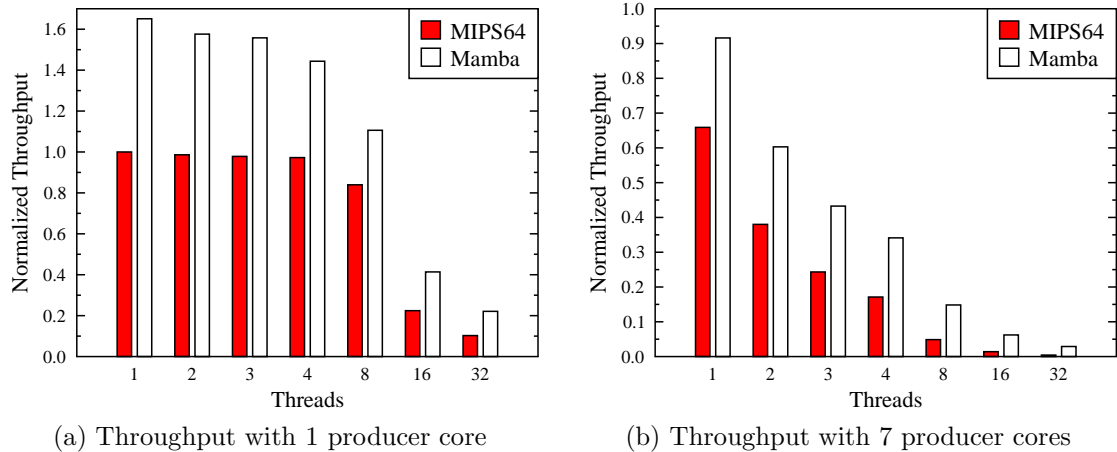 MIPS64
Mamba
Normalized Throughput
1.6
1.4
1.2
1.0
0.8
0.6
0.4
0.2
0.0
1 2 3 4 8 16 32
Threads
(a) Throughput with 1 producer core
MIPS64
Mamba
Normalized Throughput
1.0
0.9
0.8
0.7
0.6
0.5
0.4
0.3
0.2
0.1
0.0
1 2 3 4 8 16 32
Threads
(b) Throughput with 7 producer cores